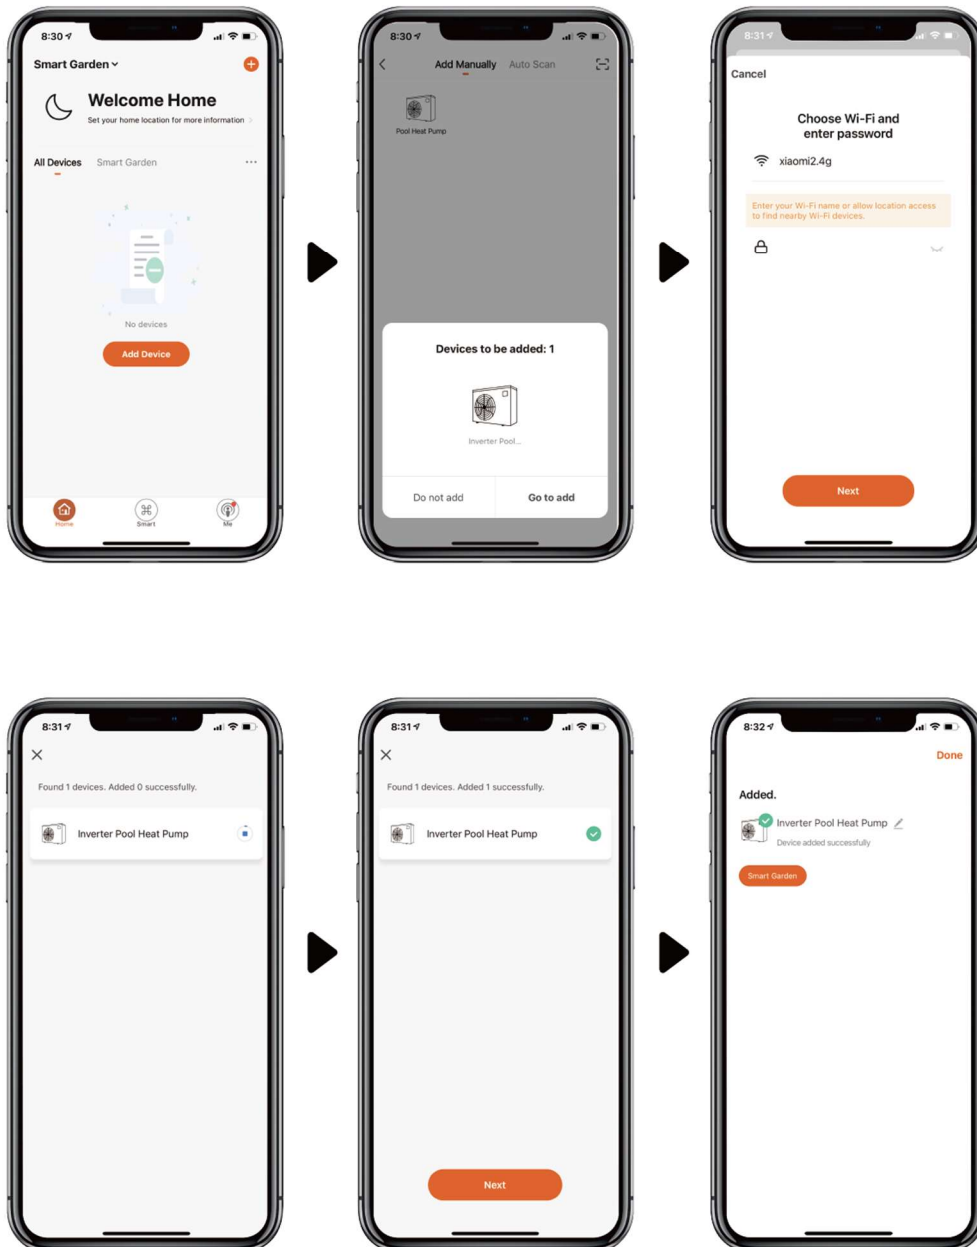 8:30
Smart Garden
Welcome Home
Set your home location for more information
All Devices Smart Garden
No devices
Add Device
Home Smart Me
8:30
Add Manually Auto Scan
Pool Heat Pump
Devices to be added: 1
Inverter Pool...
Do not add Go to add
8:31
Cancel
Choose Wi-Fi and
enter password
xiaomi2.4g
Enter your Wi-Fi name or allow location access
to find nearby Wi-Fi devices.
Next
8:31
Found 1 devices. Added 0 successfully.
Inverter Pool Heat Pump
8:31
Found 1 devices. Added 1 successfully.
Inverter Pool Heat Pump
Next
8:32
Done
Added.
Inverter Pool Heat Pump
Device added successfully
Smart Garden